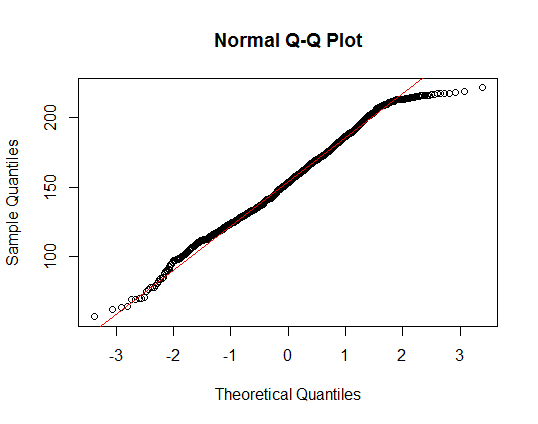 Normal Q-Q Plot
Sample Quantiles
200
150
100
-3 -2 -1 0 1 2 3
Theoretical Quantiles